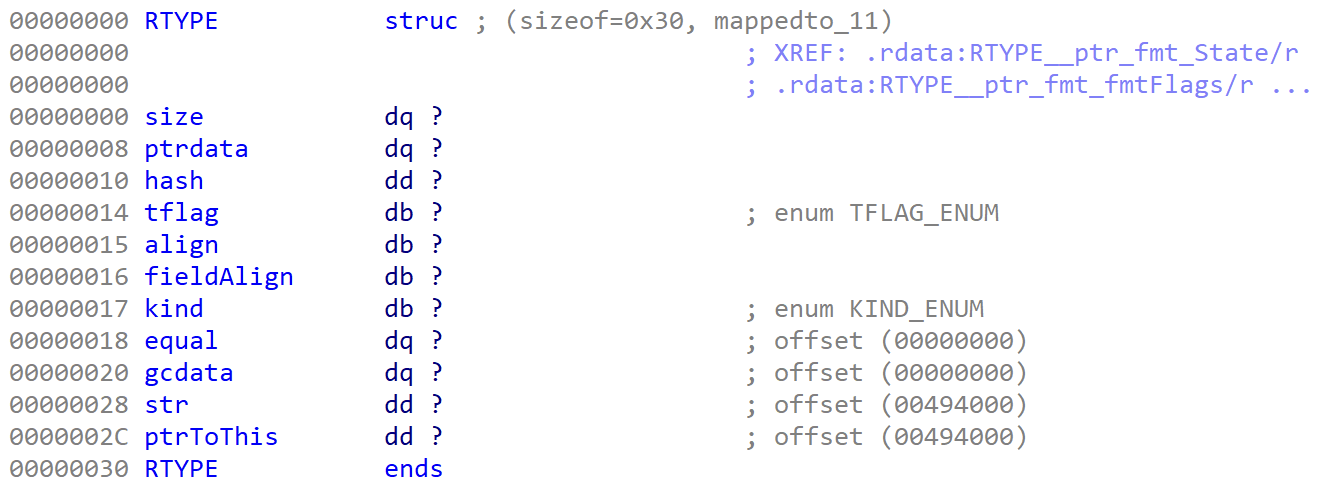 00000000 RTYPE struc ; (sizeof=0x30, mappedto_11)
00000000 ; XREF: .rdata:RTYPE__ptr_fmt_State/r
00000000 ; .rdata:RTYPE__ptr_fmt_fmtFlags/r ...
00000000 size dq ?
00000008 ptrdata dq ?
00000010 hash dd ?
00000014 tflag db ? ; enum TFLAG_ENUM
00000015 align db ?
00000016 fieldAlign db ?
00000017 kind db ? ; enum KIND_ENUM
00000018 equal dq ? ; offset (00000000)
00000020 gcdata dq ? ; offset (00000000)
00000028 str dd ? ; offset (00494000)
0000002C ptrToThis dd ? ; offset (00494000)
00000030 RTYPE ends